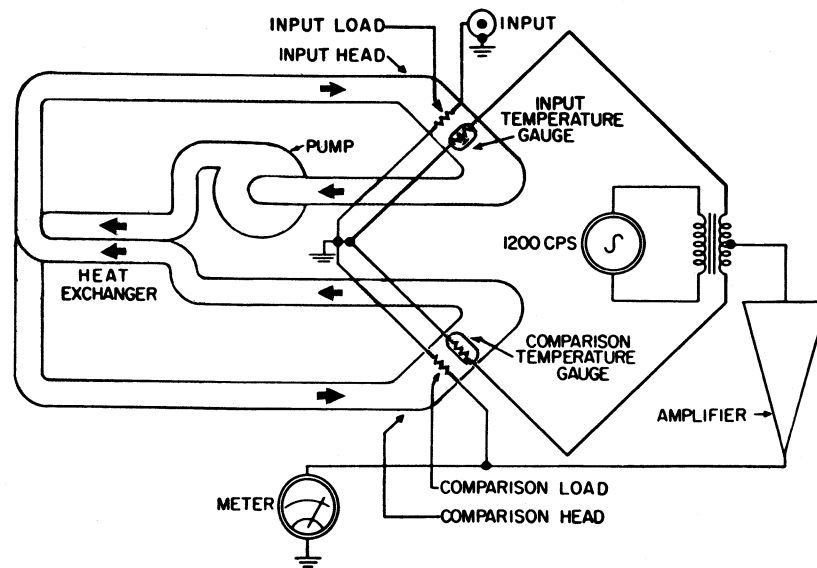 INPUT LOAD
INPUT
INPUT HEAD
INPUT
TEMPERATURE
GAUGE
PUMP
1200 CPS
HEAT
EXCHANGER
COMPARISON
TEMPERATURE
GAUGE
AMPLIFIER
METER
COMPARISON LOAD
COMPARISON HEAD